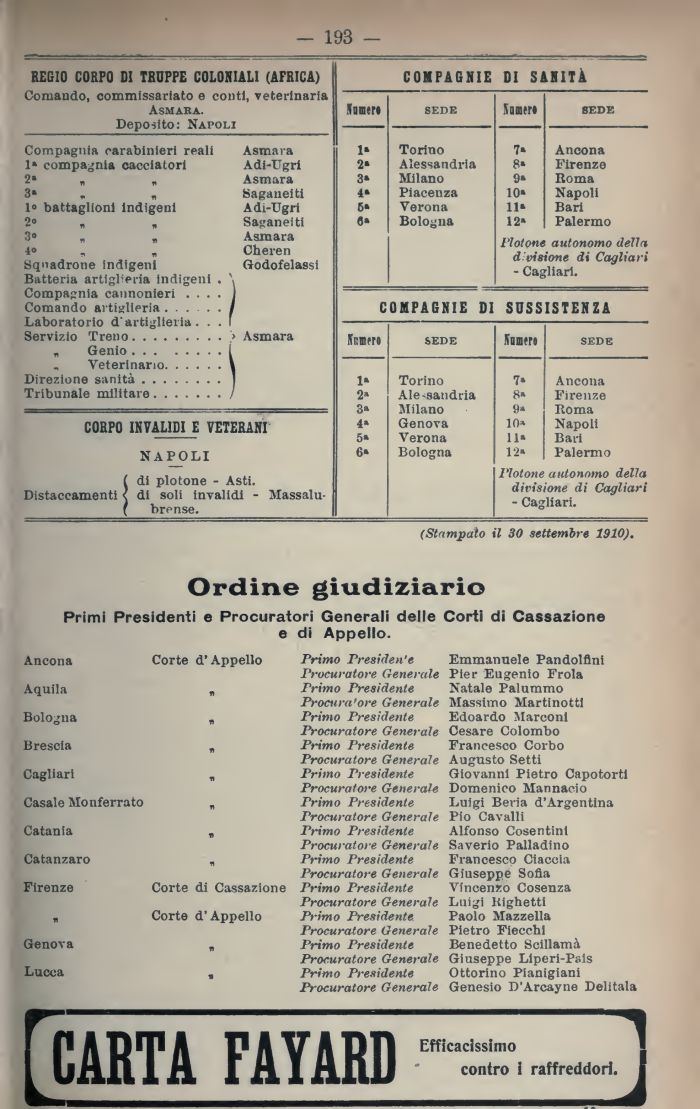 — 193 —
REGIO CORPO DI TRUPPE COLONIALI (AFRICA)
Comando, commissariato e conti, veterinaria
ASMARA.
Deposito: NAPOLI
Compagnia carabinieri reali Asmara
1ª compagnia cacciatori Adi-Ugri
2ª „ „ Asmara
3ª „ „ Saganeiti
1º battaglioni indigeni Adi-Ugri
2º „ „ Saganeiti
3º „ „ Asmara
4º „ „ Cheren
Squadrone indigeni Godofelassi
Batteria artiglieria indigeni .
Compagnia cannonieri . . . .
Comando artiglieria . . . . . .
Laboratorio d'artiglieria . . .
Servizio Treno . . . . . . . . . Asmara
„ Genio . . . . . . . . .
„ Veterinario. . . . . .
Direzione sanità . . . . . . . .
Tribunale militare . . . . . . .
CORPO INVALIDI E VETERANI
NAPOLI
Distaccamenti { di plotone - Asti.
di soli invalidi - Massalu-
brense.
COMPAGNIE DI SANITÀ
Numero SEDE Numero SEDE
1ª Torino 7ª Ancona
2ª Alessandria 8ª Firenze
3ª Milano 9ª Roma
4ª Piacenza 10ª Napoli
5ª Verona 11ª Bari
6ª Bologna 12ª Palermo
Plotone autonomo della
divisione di Cagliari
- Cagliari.
COMPAGNIE DI SUSSISTENZA
Numero SEDE Numero SEDE
1ª Torino 7ª Ancona
2ª Alessandria 8ª Firenze
3ª Milano 9ª Roma
4ª Genova 10ª Napoli
5ª Verona 11ª Bari
6ª Bologna 12ª Palermo
Plotone autonomo della
divisione di Cagliari
- Cagliari.
(Stampato il 30 settembre 1910).
Ordine giudiziario
Primi Presidenti e Procuratori Generali delle Corti di Cassazione
e di Appello.
Ancona Corte d'Appello Primo Presidente Emmanuele Pandolfini
Procuratore Generale Pier Eugenio Frola
Aquila „ Primo Presidente Natale Palummo
Procuratore Generale Massimo Martinotti
Bologna „ Primo Presidente Edoardo Marconi
Procuratore Generale Cesare Colombo
Brescia „ Primo Presidente Francesco Corbo
Procuratore Generale Augusto Setti
Cagliari „ Primo Presidente Giovanni Pietro Capotorti
Procuratore Generale Domenico Mannacio
Casale Monferrato „ Primo Presidente Luigi Beria d'Argentina
Procuratore Generale Pio Cavalli
Catania „ Primo Presidente Alfonso Cosentini
Procuratore Generale Saverio Palladino
Catanzaro „ Primo Presidente Francesco Ciaccia
Procuratore Generale Giuseppe Sofia
Firenze Corte di Cassazione Primo Presidente Vincenzo Cosenza
Procuratore Generale Luigi Righetti
„ Corte d'Appello Primo Presidente Paolo Mazzella
Procuratore Generale Pietro Fiecchi
Genova „ Primo Presidente Benedetto Scillamà
Procuratore Generale Giuseppe Liperi-Pais
Lucca „ Primo Presidente Ottorino Pianigiani
Procuratore Generale Genesio D'Arcayne Delitala
CARTA FAYARD
Efficacissimo
contro i raffreddori.